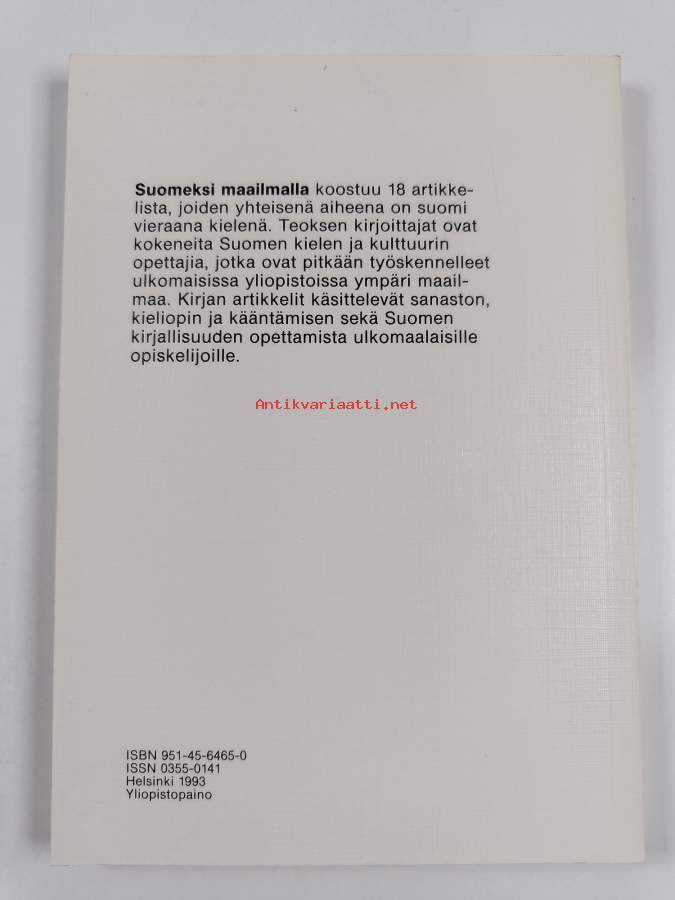 Suomeksi maailmalla koostuu 18 artikke-
lista, joiden yhteisenä aiheena on suomi
vieraana kielenä. Teoksen kirjoittajat ovat
kokeneita Suomen kielen ja kulttuurin
opettajia, jotka ovat pitkään työskennelleet
ulkomaisissa yliopistoissa ympäri maail-
maa. Kirjan artikkelit käsittelevät sanaston,
kieliopin ja kääntämisen sekä Suomen
kirjallisuuden opettamista ulkomaalaisille
opiskelijoille.
Antikvariaatti.net
ISBN 951-45-6465-0
ISSN 0355-0141
Helsinki 1993
Yliopistopaino